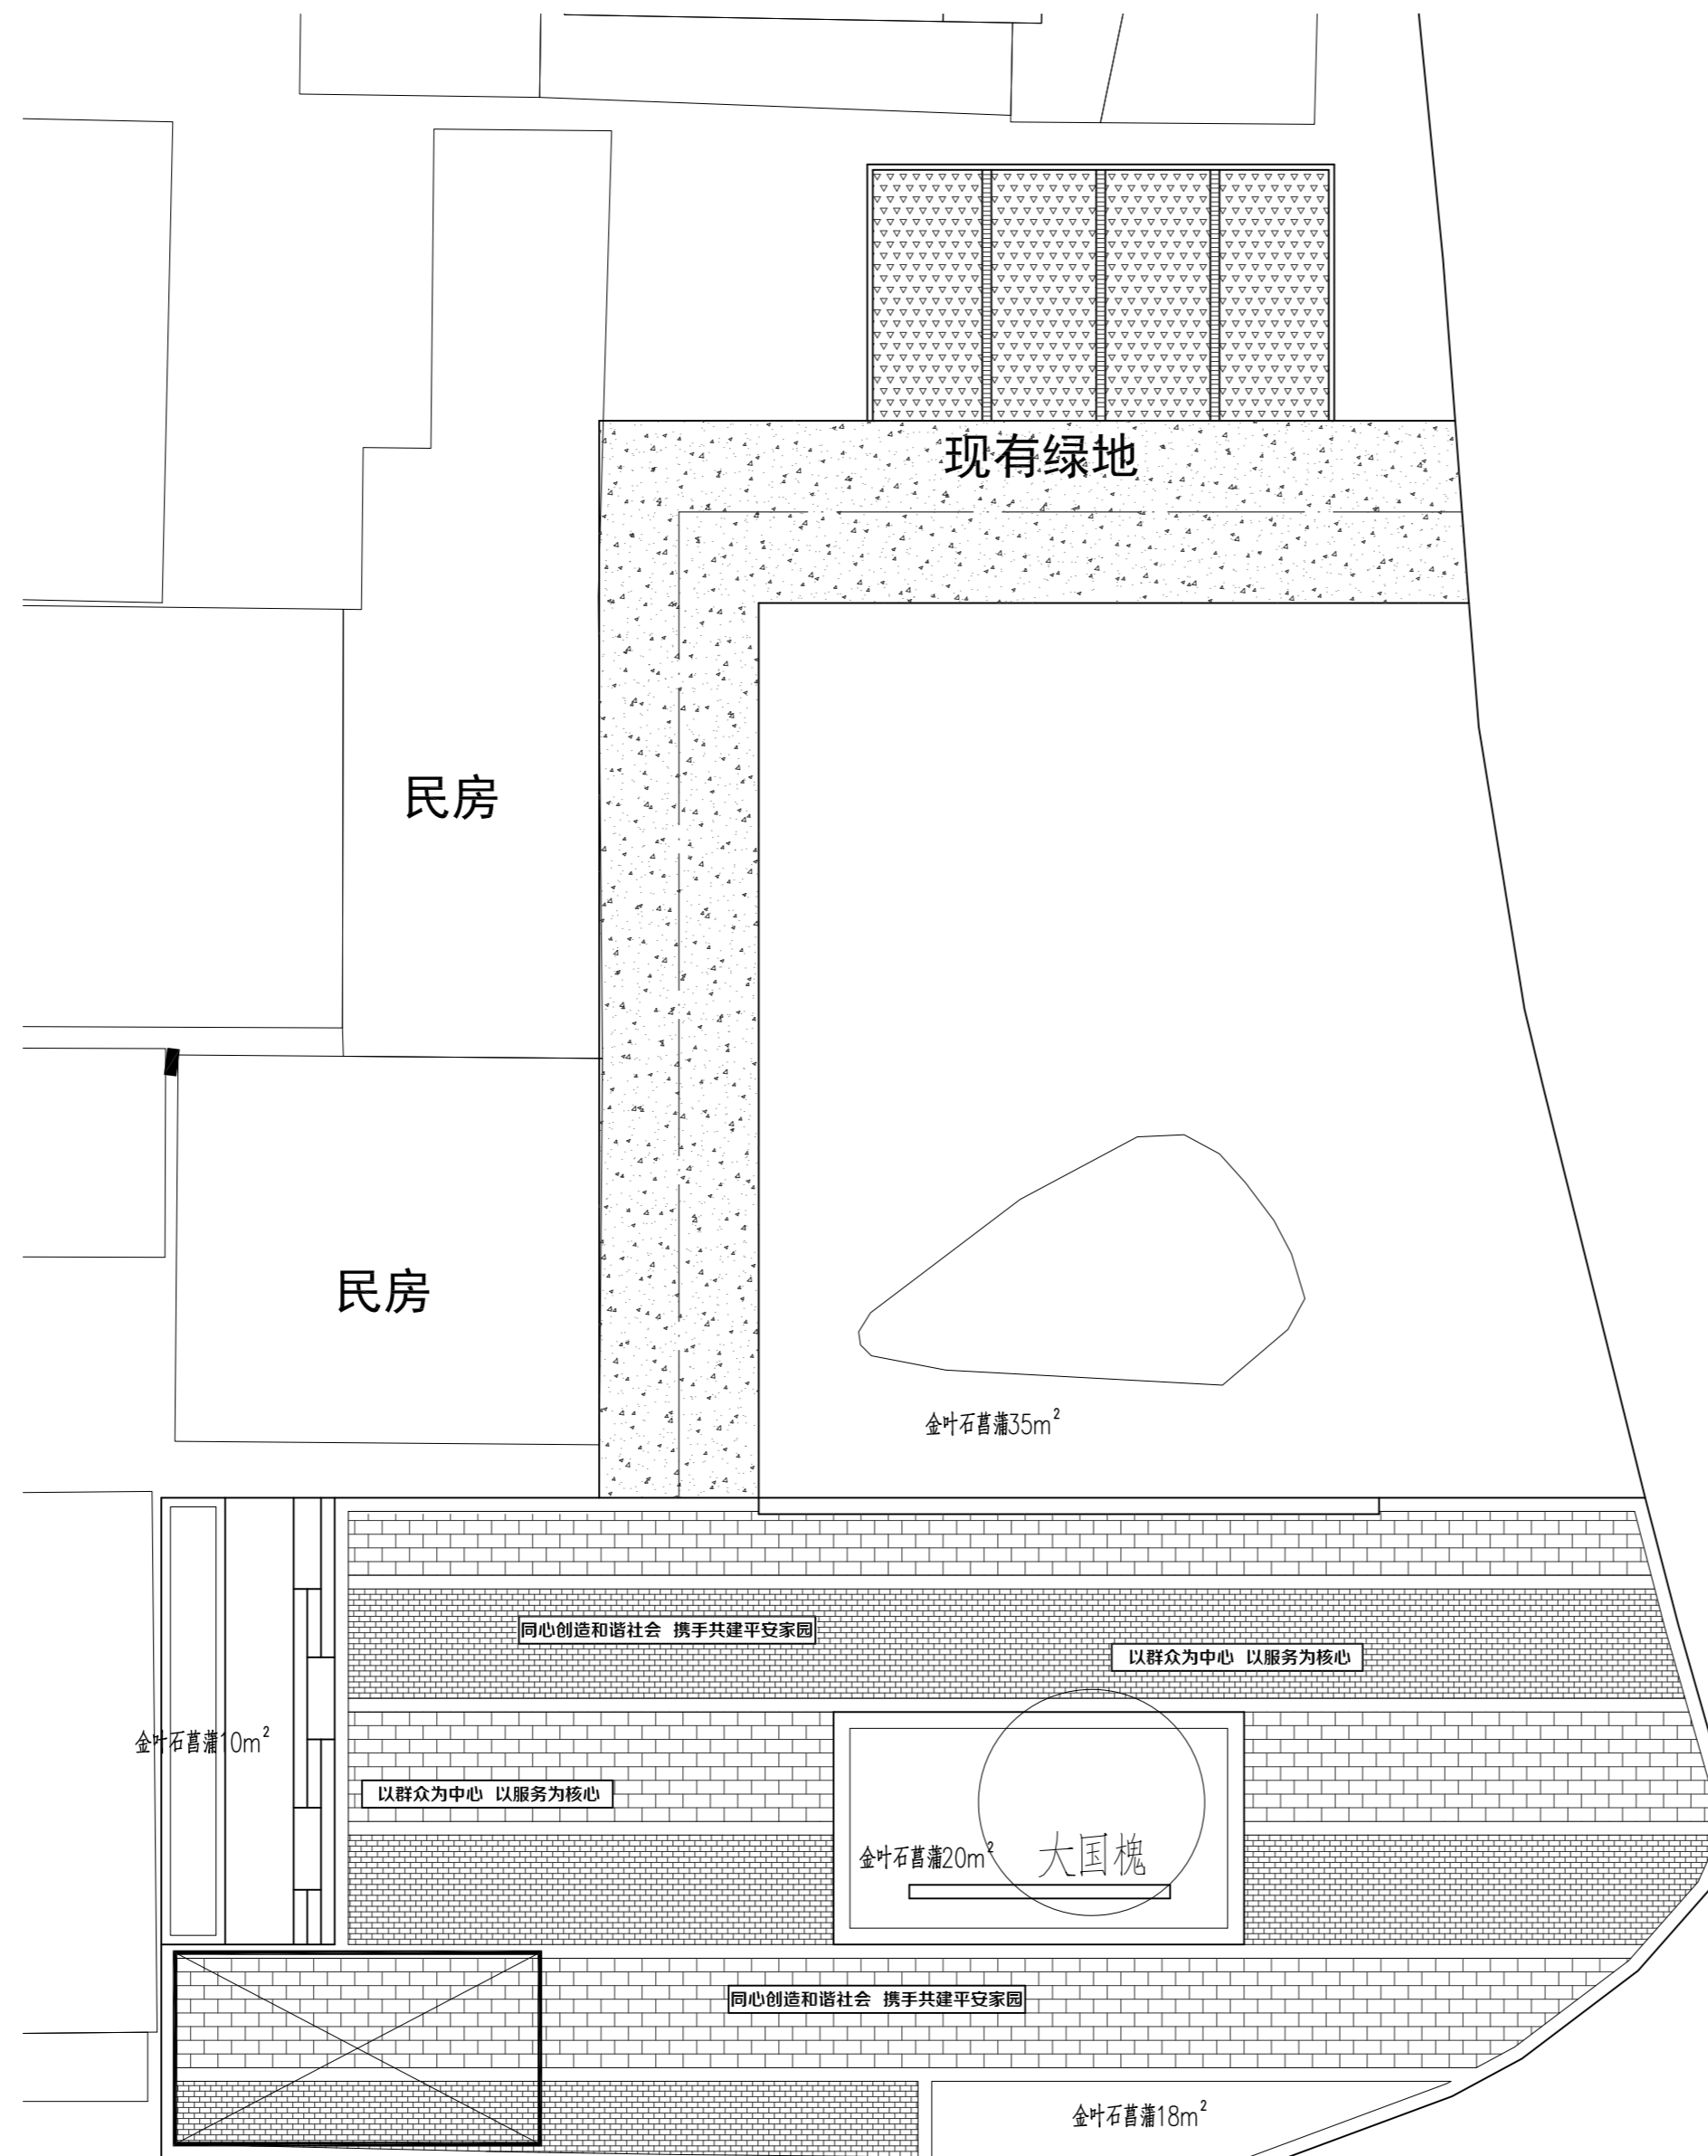 现有绿地
民房
民房
金叶石菖蒲35m²
同心创造和谐社会 携手共建平安家园
以群众为中心 以服务为核心
金叶石菖蒲10m²
以群众为中心 以服务为核心
金叶石菖蒲20m²
大国槐
同心创造和谐社会 携手共建平安家园
金叶石菖蒲18m²